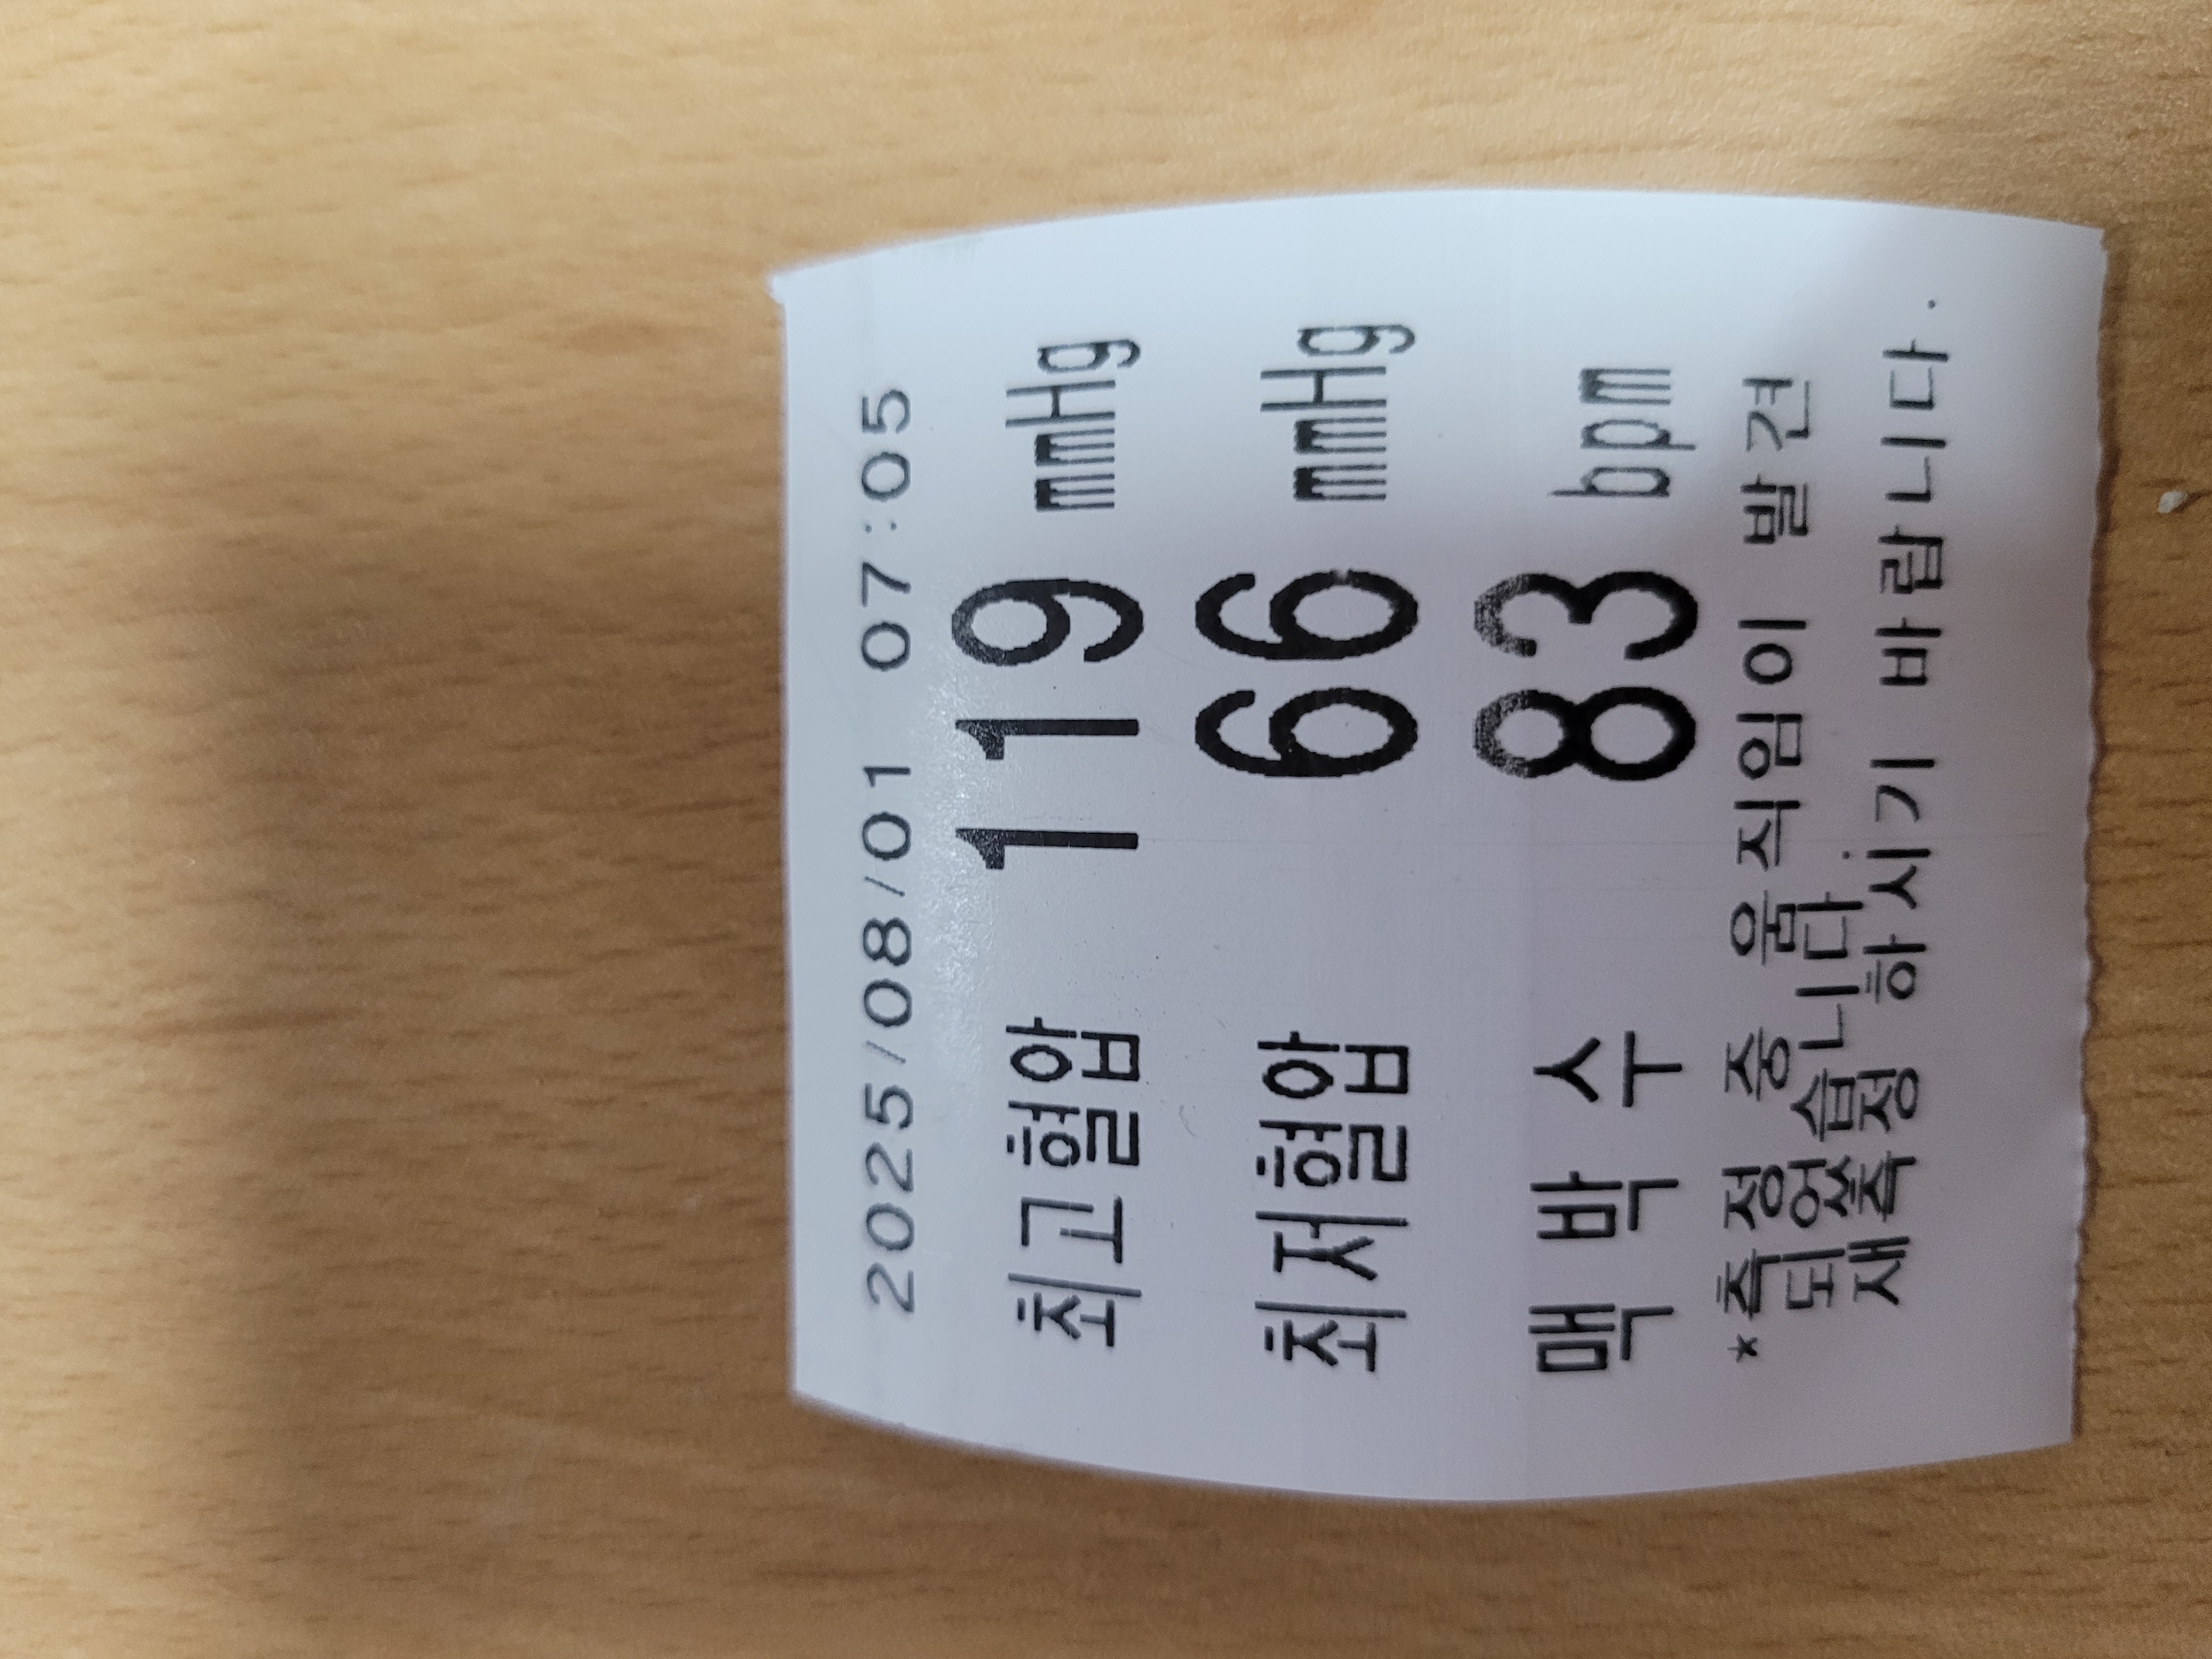 2025/08/01 07:05
최고혈압 119 mmHg
최저혈압 66 mmHg
맥박수 83 bpm
*측정중 움직임이 발견
되었습니다.
재측정 하시기 바랍니다.